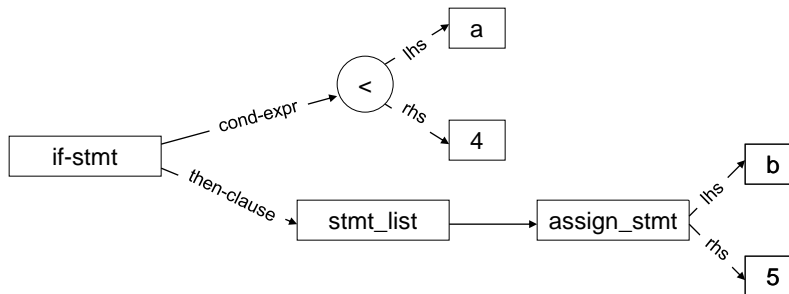 a
lhs
<
cond-expr
rhs
4
if-stmt
then-clause
b
lhs
stmt_list
assign_stmt
rhs
5